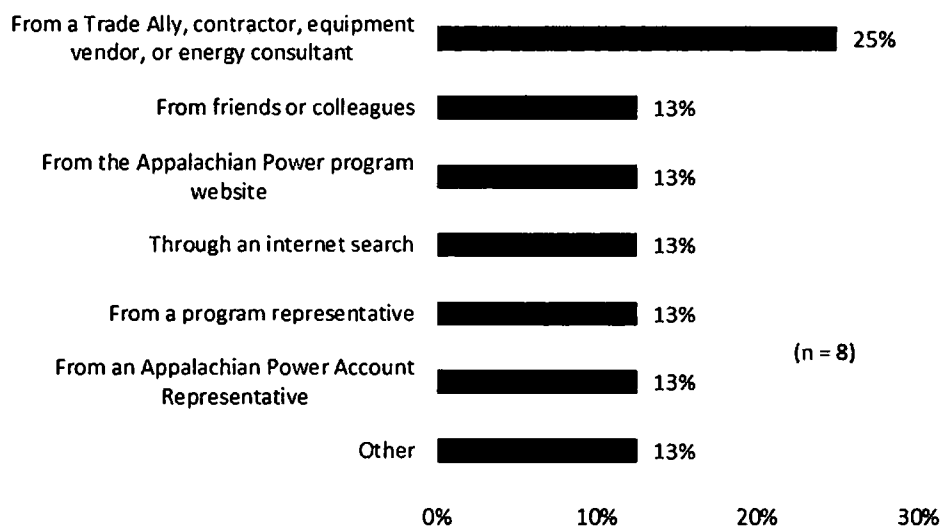 From a Trade Ally, contractor, equipment
vendor, or energy consultant
25%
From friends or colleagues
13%
From the Appalachian Power program
website
13%
Through an internet search
13%
From a program representative
13%
(n = 8)
From an Appalachian Power Account
Representative
13%
Other
13%
0%
10%
20%
30%